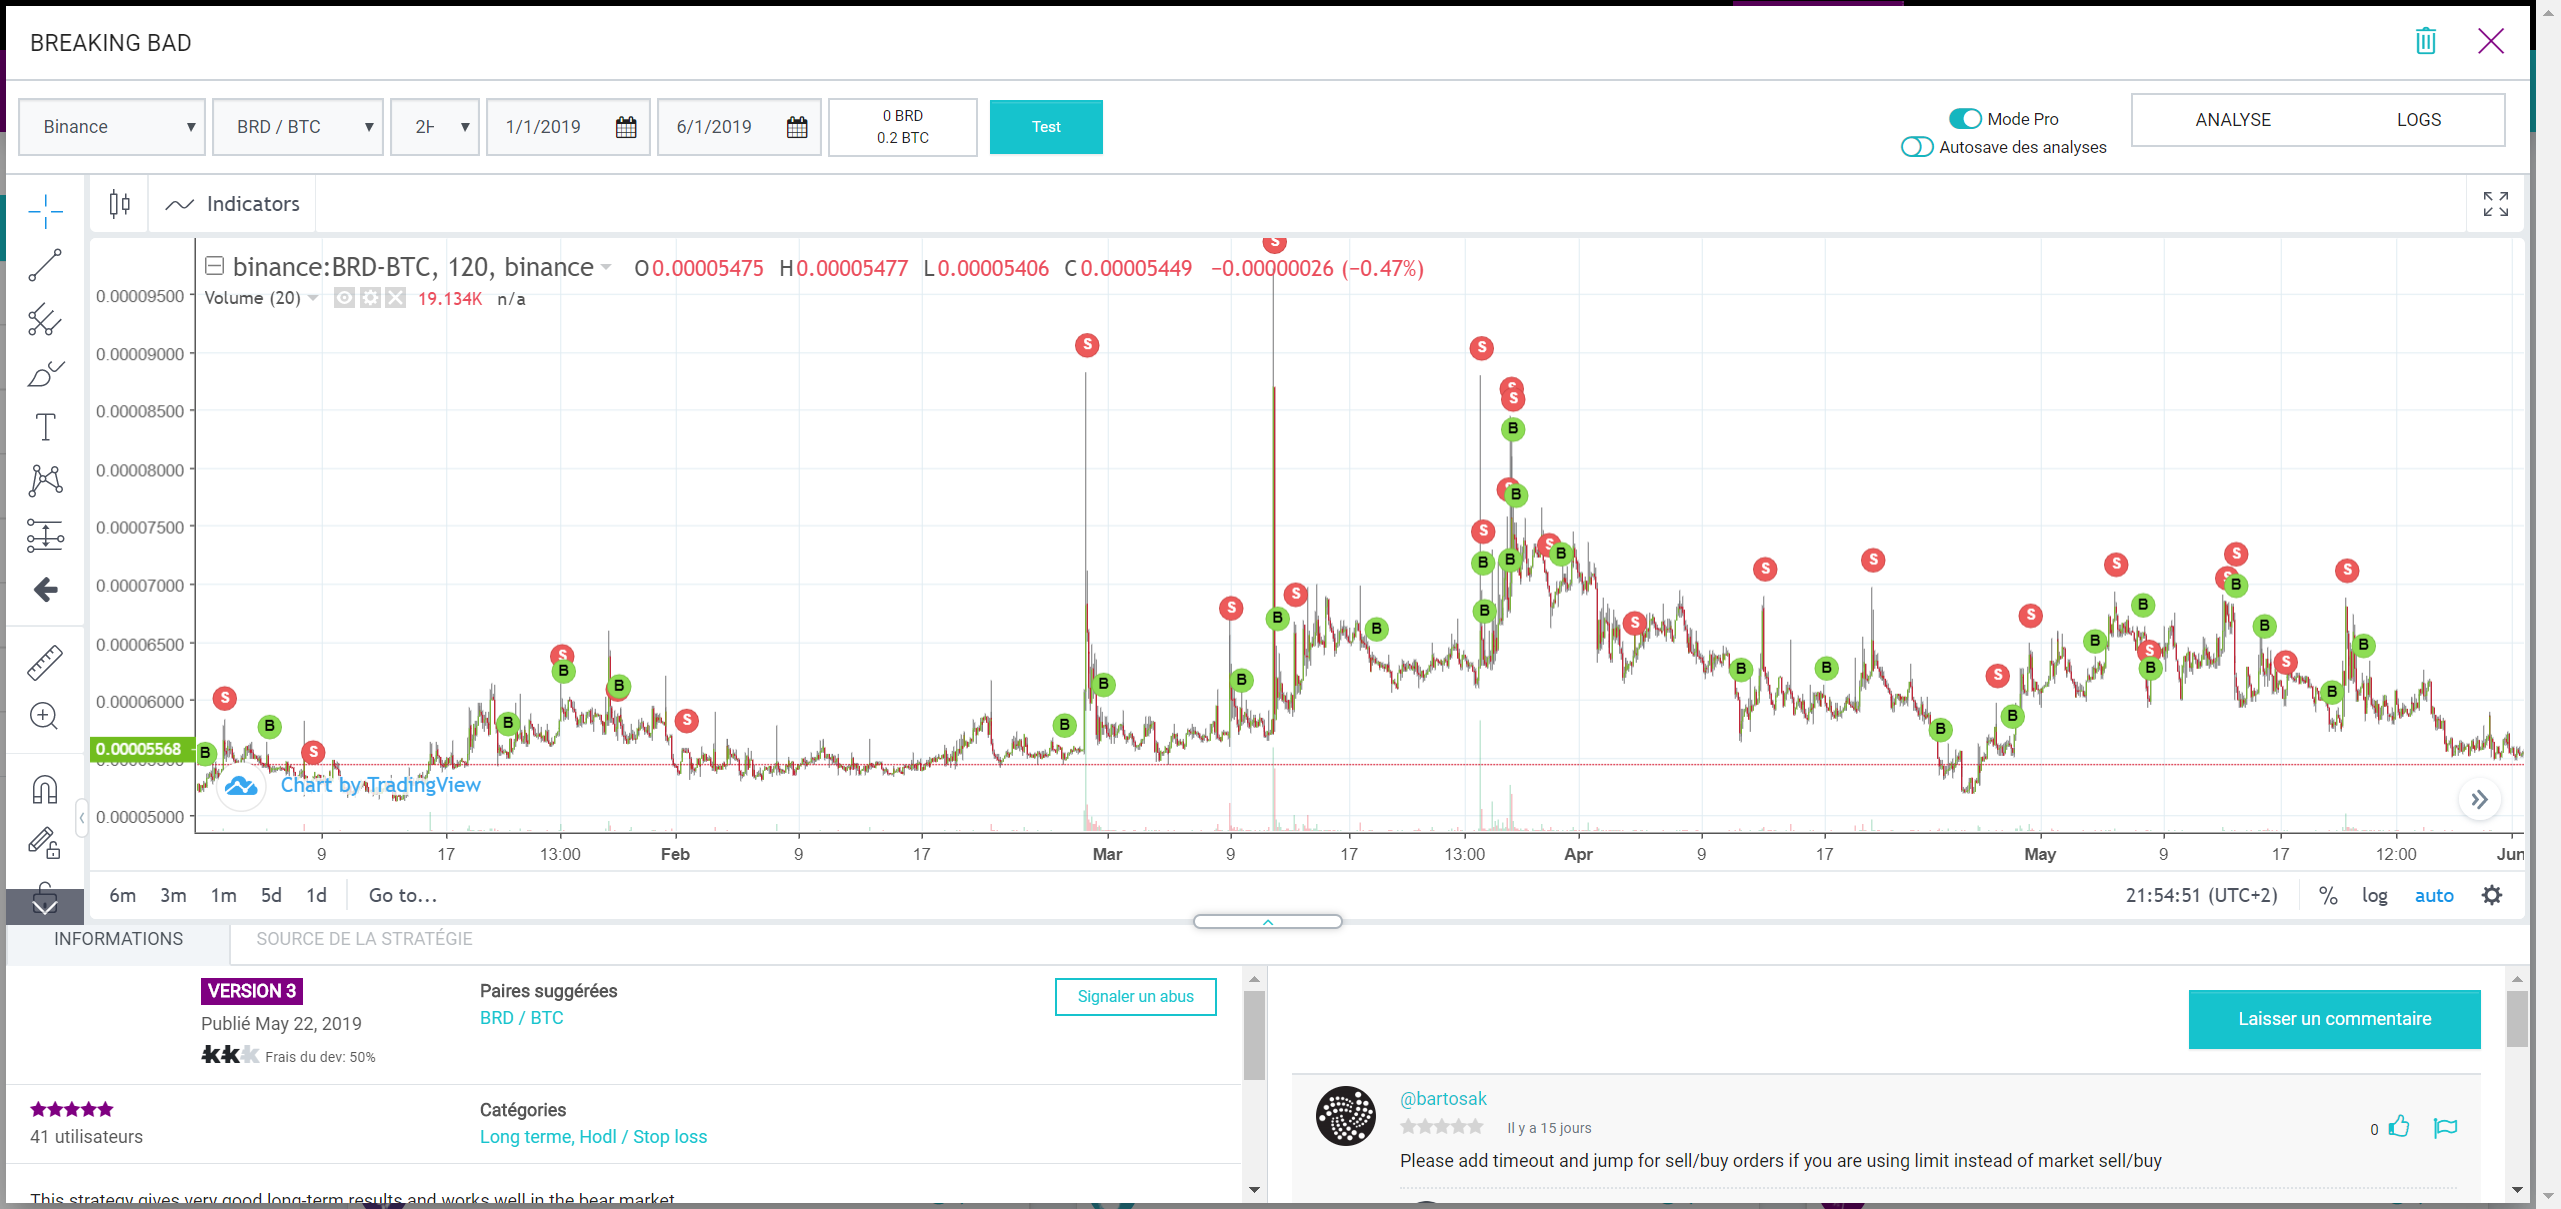 BREAKING BAD
Binance
BRD / BTC
2H
1/1/2019
6/1/2019
0 BRD
0.2 BTC
Test
Mode Pro
Autosave des analyses
ANALYSE
LOGS
Indicators
binance:BRD-BTC, 120, binance O0.00005475 H0.00005477 L0.00005406 C0.00005449 −0.00000026 (−0.47%)
Volume (20) 19.134K n/a
0.00009500
0.00009000
0.00008500
0.00008000
0.00007500
0.00007000
0.00006500
0.00006000
0.00005568
0.00005000
Chart by TradingView
9 17 13:00 Feb 9 17 Mar 9 17 13:00 Apr 9 17 May 9 17 12:00 Jun
6m 3m 1m 5d 1d Go to...
21:54:51 (UTC+2) % log auto
INFORMATIONS
SOURCE DE LA STRATÉGIE
VERSION 3
Publié May 22, 2019
Frais du dev: 50%
Paires suggérées
BRD / BTC
Signaler un abus
41 utilisateurs
Catégories
Long terme, Hodl / Stop loss
This strategy gives very good long-term results and works well in the bear market
Laisser un commentaire
@bartosak
Il y a 15 jours
0
Please add timeout and jump for sell/buy orders if you are using limit instead of market sell/buy